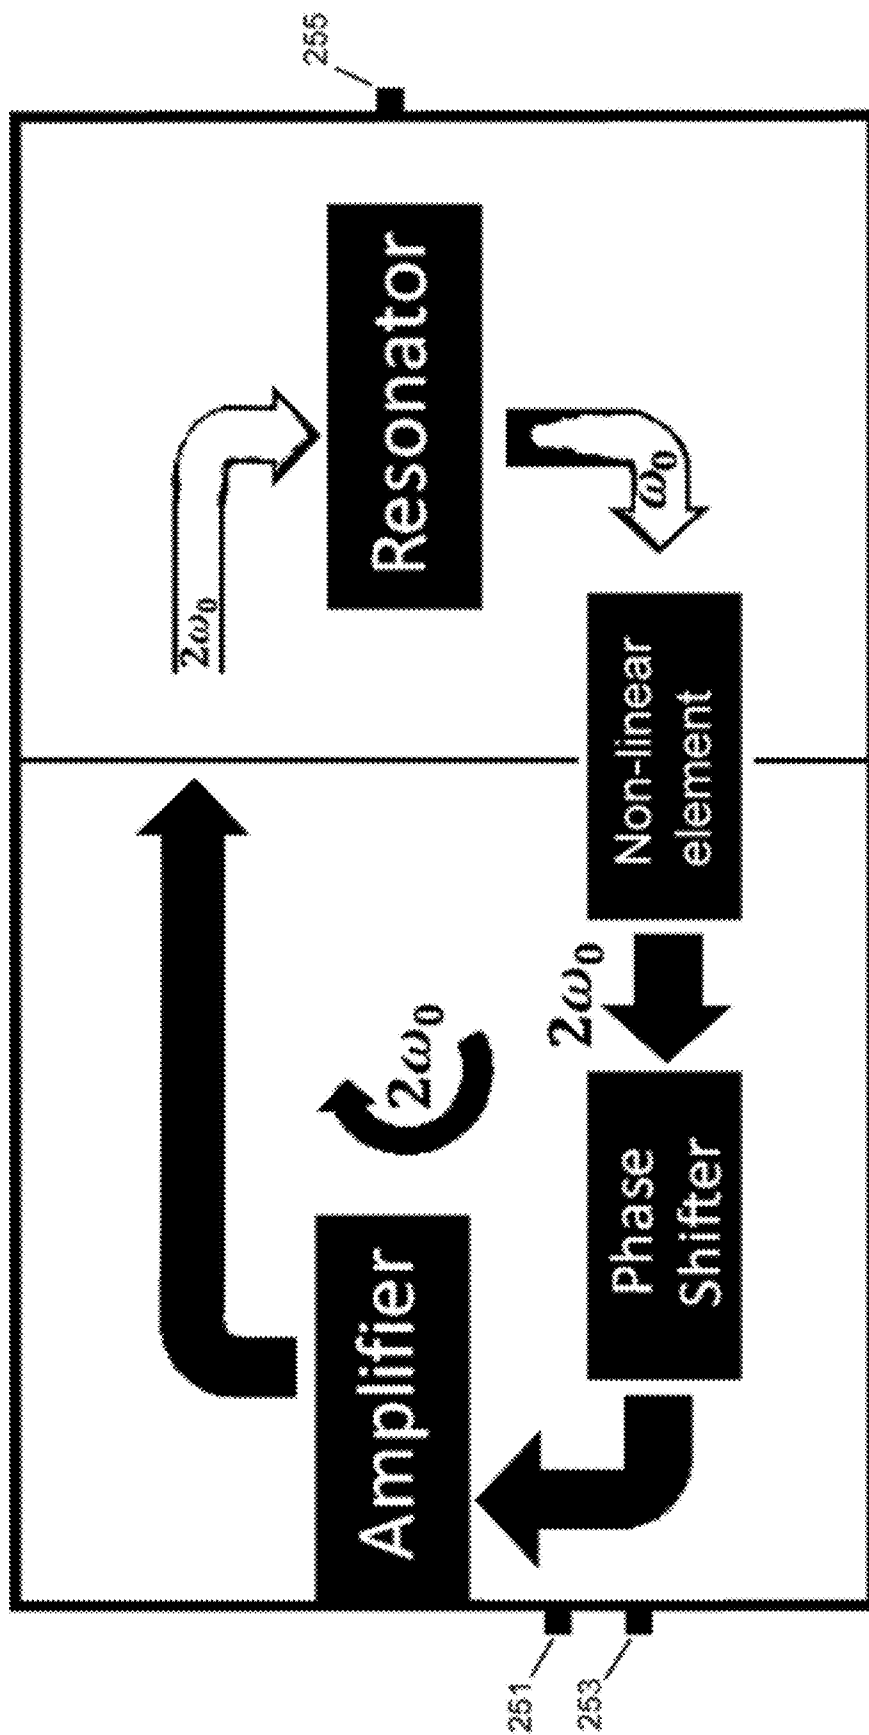 255
2ω₀
Resonator
ω₀
Non-linear
element
2ω₀
2ω₀
Phase
Shifter
Amplifier
251
253